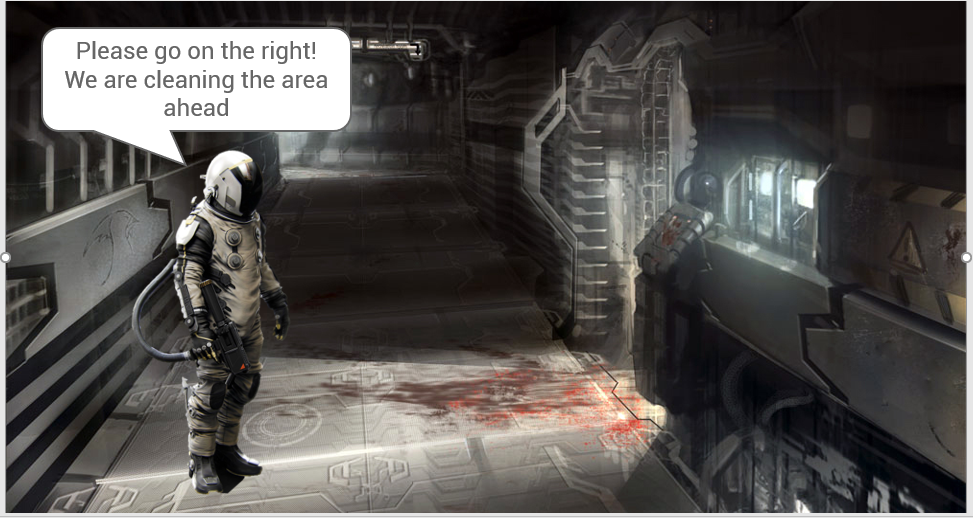 Please go on the right!
We are cleaning the area
ahead